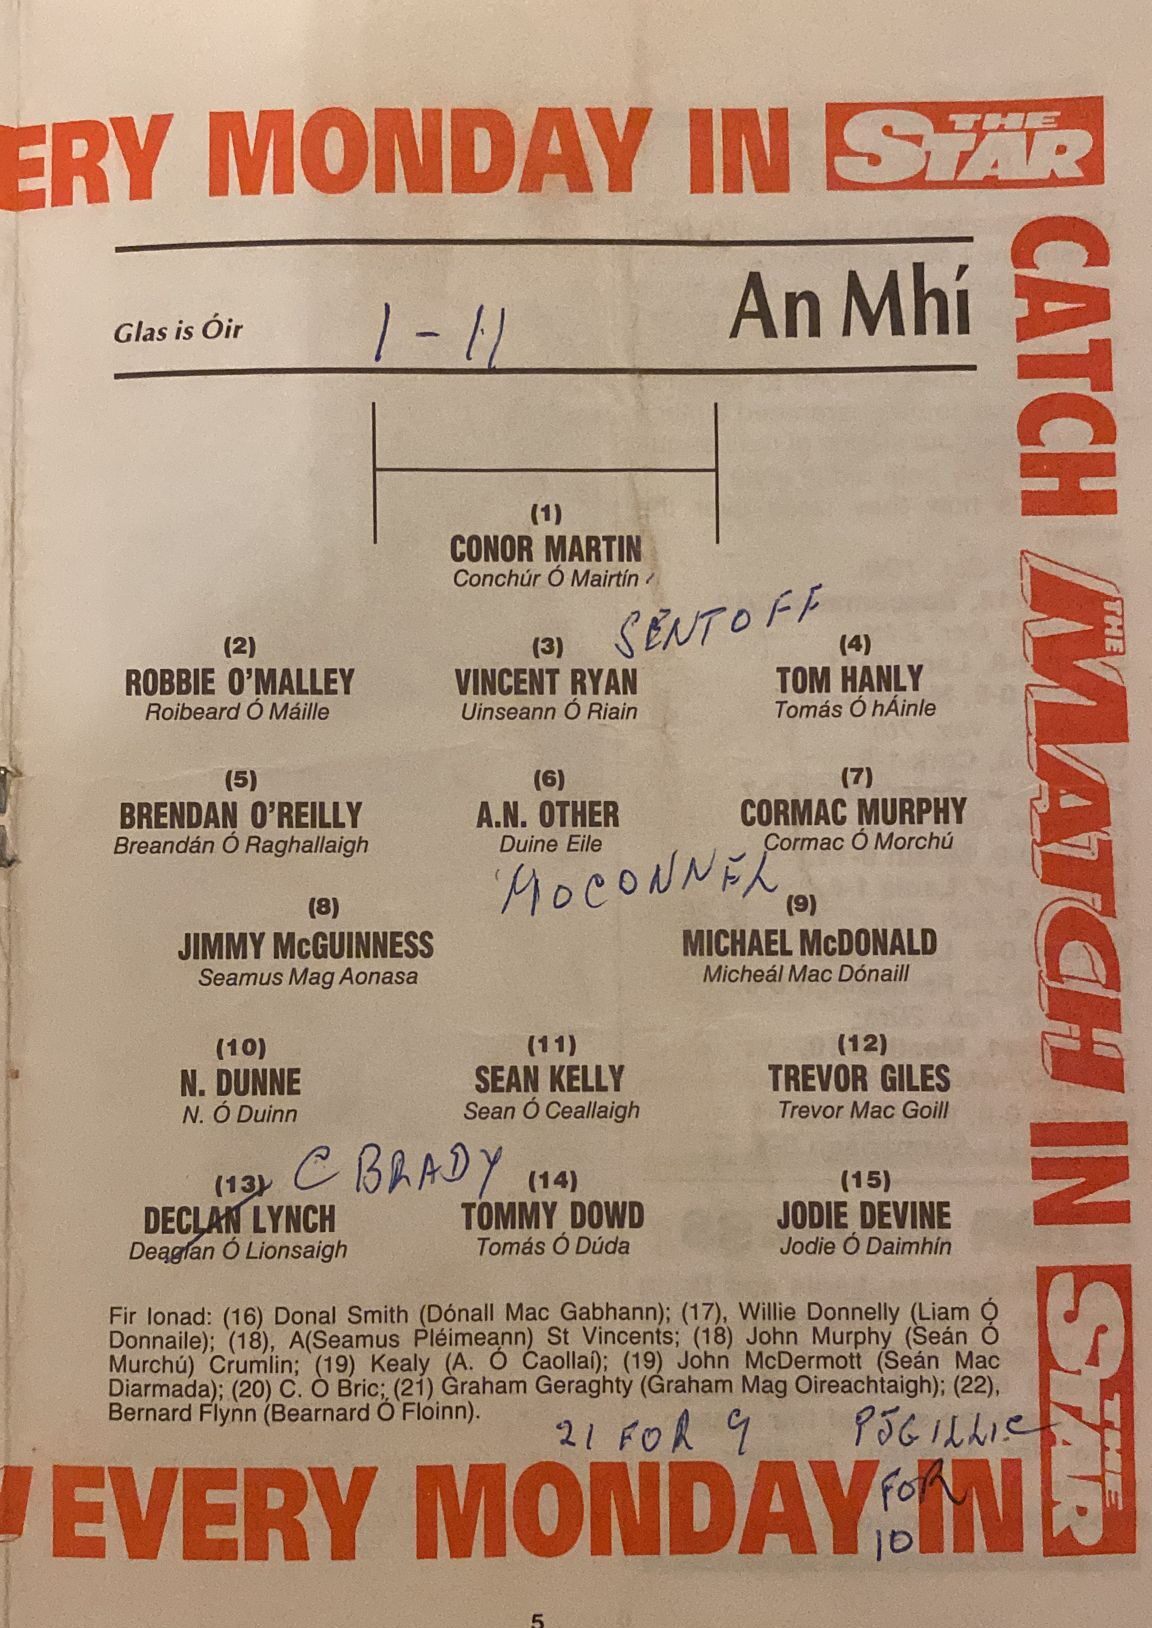 ERY MONDAY IN THE STAR
CATCH THE MATCH IN THE STAR
An Mhí
Glas is Óir 1 - 11
(1)
CONOR MARTIN
Conchúr Ó Mairtín
SENT OFF
(2) (3) (4)
ROBBIE O'MALLEY VINCENT RYAN TOM HANLY
Roibeard Ó Máille Uinseann Ó Riain Tomás Ó hÁinle
(5) (6) (7)
BRENDAN O'REILLY A.N. OTHER CORMAC MURPHY
Breandán Ó Raghallaigh Duine Eile Cormac Ó Morchú
(8) (9)
JIMMY McGUINNESS MICHAEL McDONALD
Seamus Mag Aonasa Micheál Mac Dónaill
(10) (11) (12)
N. DUNNE SEAN KELLY TREVOR GILES
N. Ó Duinn Sean Ó Ceallaigh Trevor Mac Goill
C BRADY
(13) (14) (15)
DECLAN LYNCH TOMMY DOWD JODIE DEVINE
Deaglan Ó Lionsaigh Tomás Ó Dúda Jodie Ó Daimhín
Fir Ionad: (16) Donal Smith (Dónall Mac Gabhann); (17), Willie Donnelly (Liam Ó
Donnaile); (18), A(Seamus Pléimeann) St Vincents; (18) John Murphy (Seán Ó
Murchú) Crumlin; (19) Kealy (A. Ó Caollaí); (19) John McDermott (Seán Mac
Diarmada); (20) C. Ó Bric; (21) Graham Geraghty (Graham Mag Oireachtaigh); (22),
Bernard Flynn (Bearnard Ó Floinn).
21 FOR 9 PJGILLIC
FOR
10
EVERY MONDAY IN
5